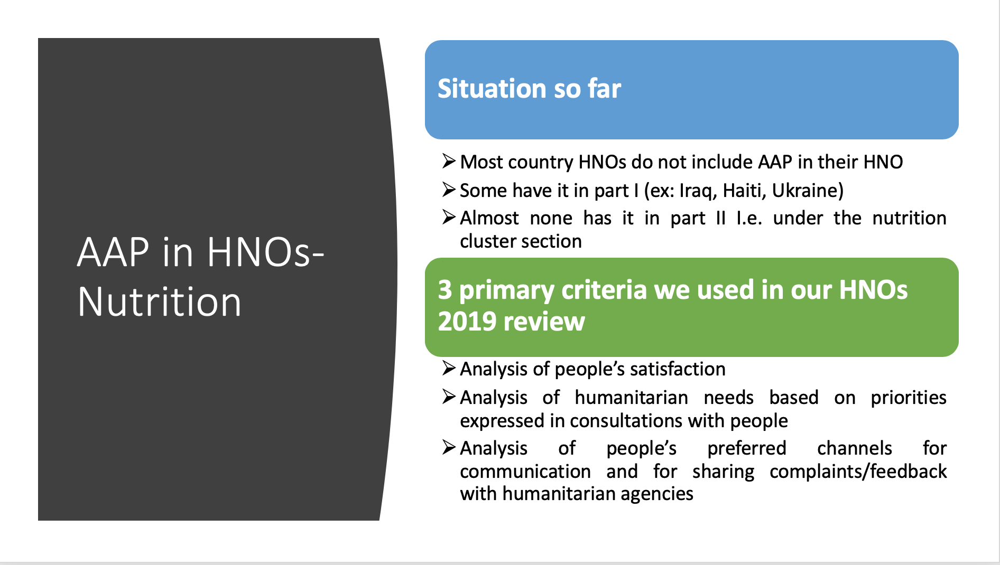 AAP in HNOs-
Nutrition
Situation so far
➢ Most country HNOs do not include AAP in their HNO
➢ Some have it in part I (ex: Iraq, Haiti, Ukraine)
➢ Almost none has it in part II I.e. under the nutrition
cluster section
3 primary criteria we used in our HNOs
2019 review
➢ Analysis of people’s satisfaction
➢ Analysis of humanitarian needs based on priorities
expressed in consultations with people
➢ Analysis of people’s preferred channels for
communication and for sharing complaints/feedback
with humanitarian agencies